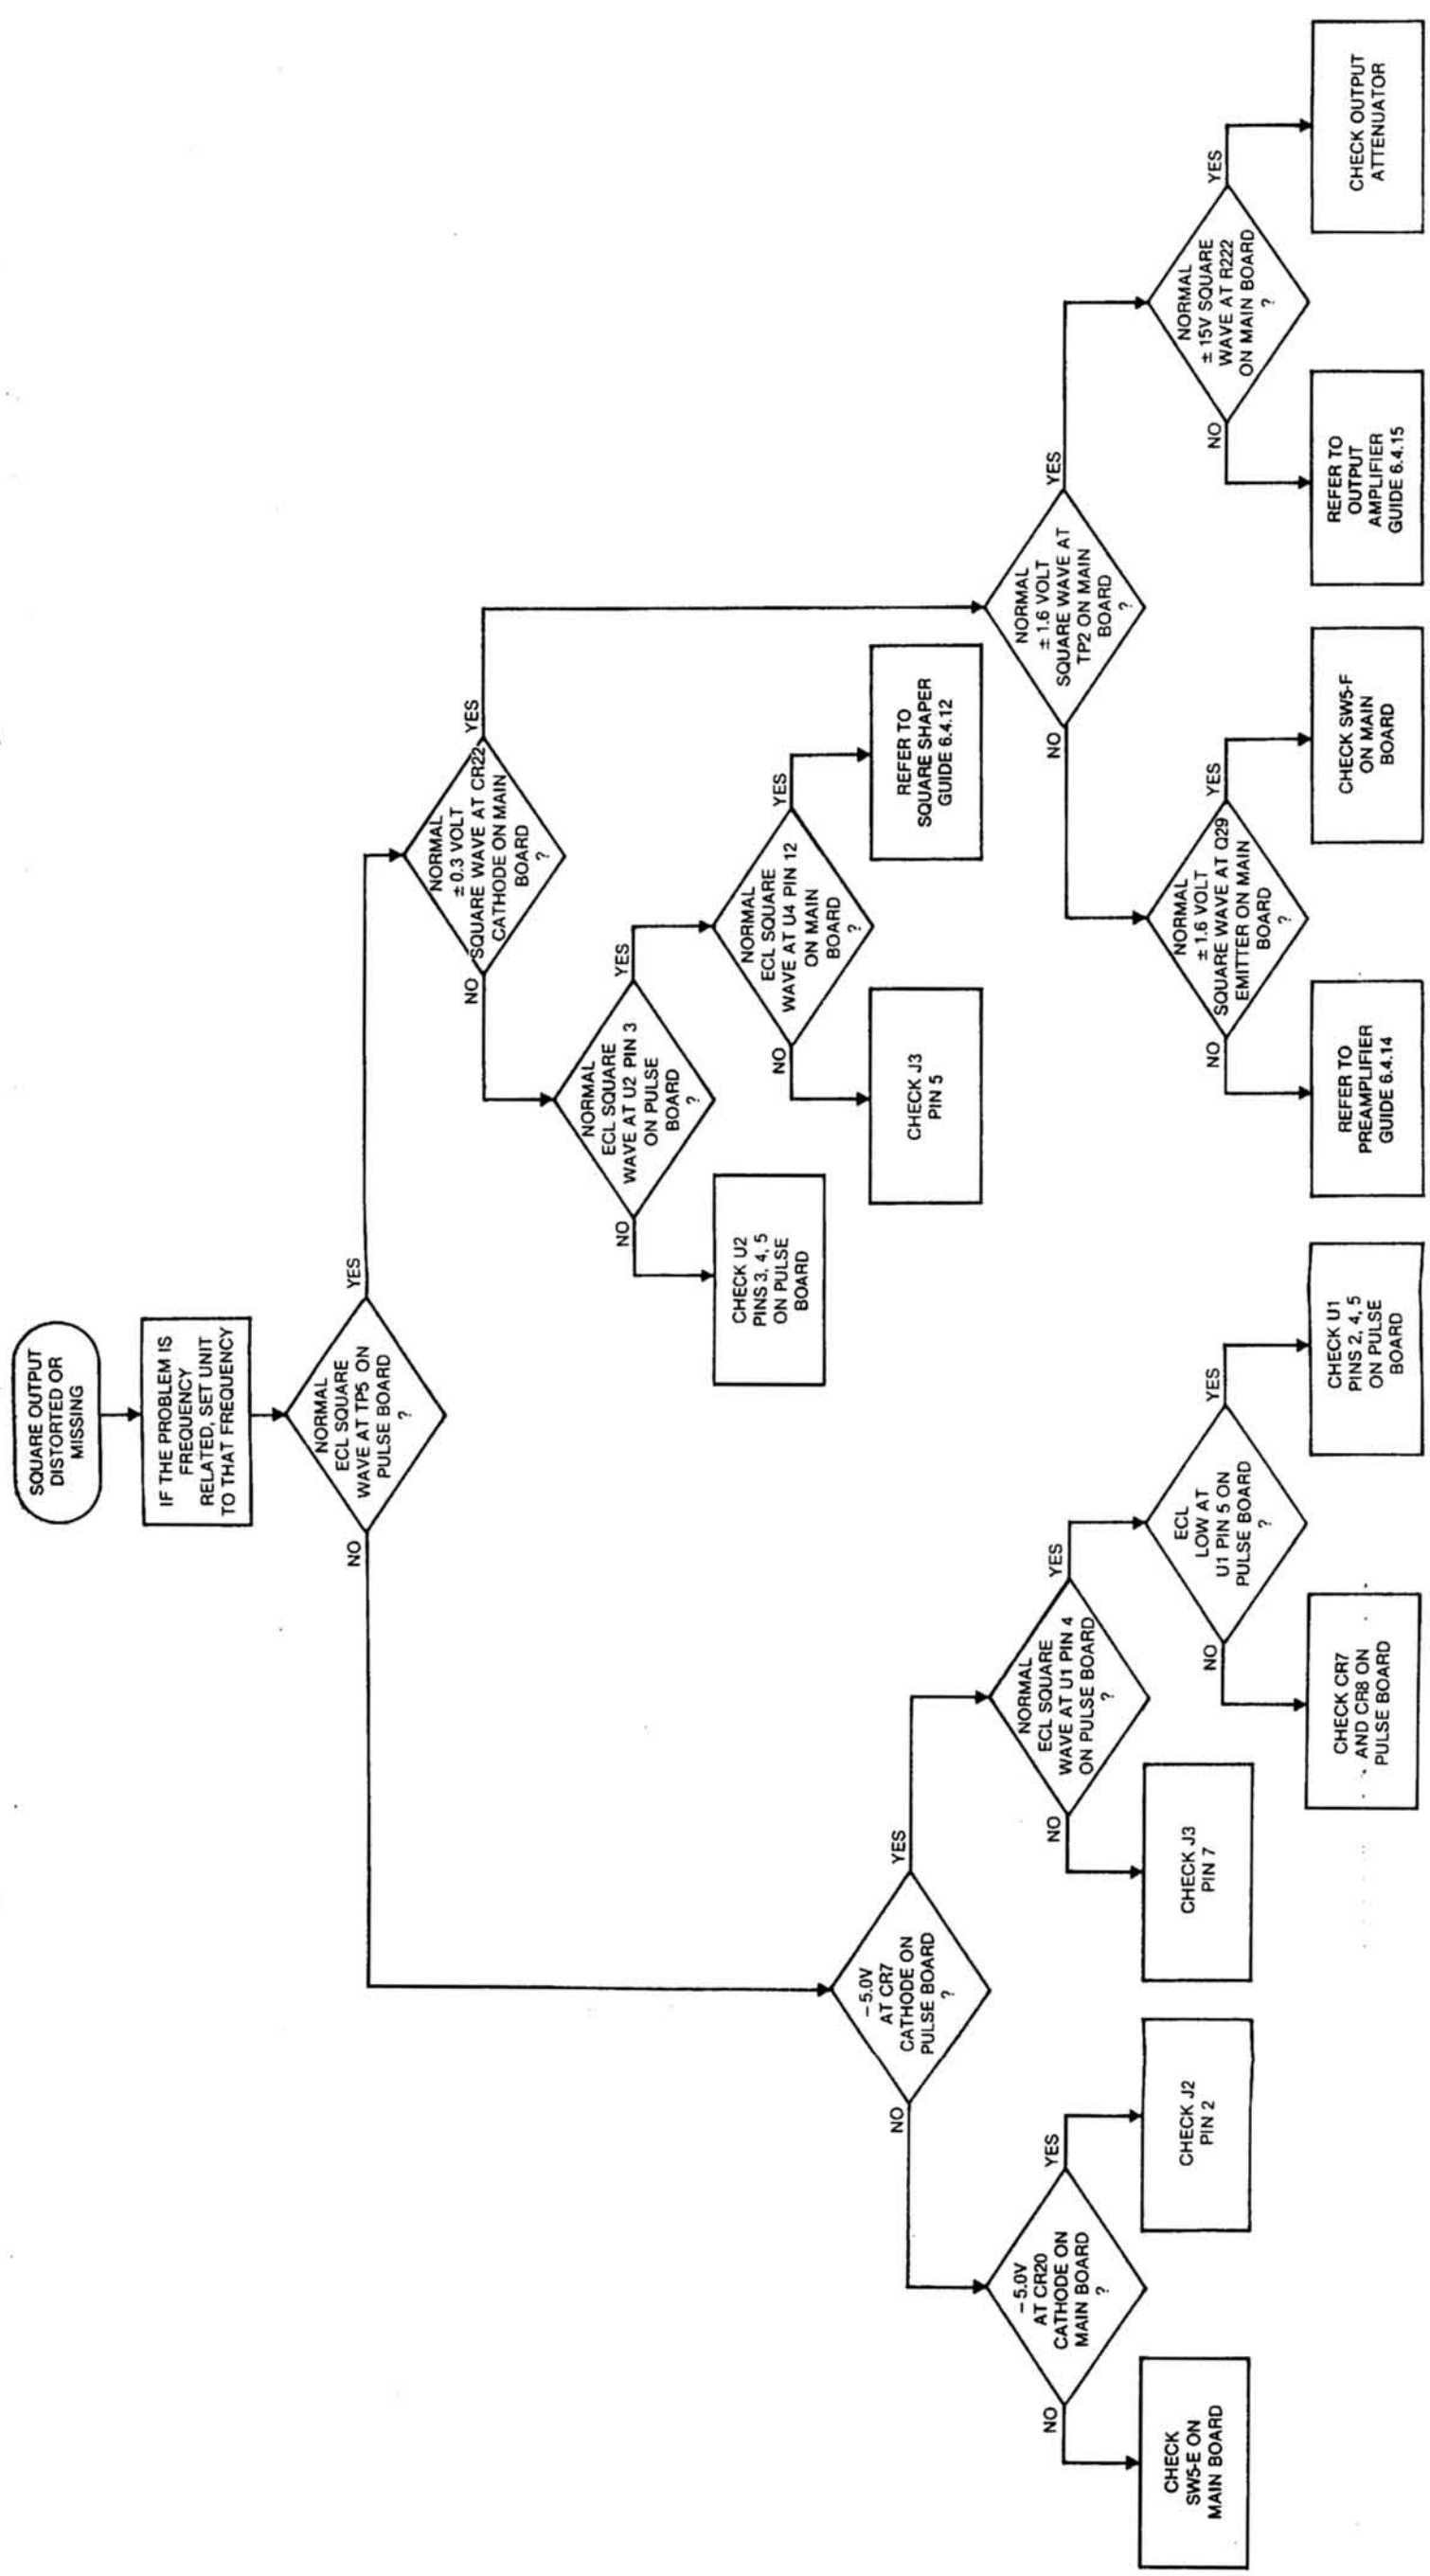 SQUARE OUTPUT
DISTORTED OR
MISSING
IF THE PROBLEM IS
FREQUENCY
RELATED, SET UNIT
TO THAT FREQUENCY
NORMAL
ECL SQUARE
WAVE AT TP5 ON
PULSE BOARD
?
NO
YES
-5.0V
AT CR7
CATHODE ON
PULSE BOARD
?
NO
YES
-5.0V
AT CR20
CATHODE ON
MAIN BOARD
?
NO
YES
CHECK
SW5-E ON
MAIN BOARD
CHECK J2
PIN 2
NORMAL
ECL SQUARE
WAVE AT U1 PIN 4
ON PULSE BOARD
?
NO
YES
CHECK J3
PIN 7
ECL
LOW AT
U1 PIN 5 ON
PULSE BOARD
?
NO
YES
CHECK CR7
AND CR8 ON
PULSE BOARD
CHECK U1
PINS 2, 4, 5
ON PULSE
BOARD
NORMAL
± 0.3 VOLT
SQUARE WAVE AT CR22
CATHODE ON MAIN
BOARD
?
NO
YES
NORMAL
ECL SQUARE
WAVE AT U2 PIN 3
ON PULSE
BOARD
?
NO
YES
CHECK U2
PINS 3, 4, 5
ON PULSE
BOARD
NORMAL
ECL SQUARE
WAVE AT U4 PIN 12
ON MAIN
BOARD
?
NO
YES
CHECK J3
PIN 5
REFER TO
SQUARE SHAPER
GUIDE 6.4.12
NORMAL
± 1.6 VOLT
SQUARE WAVE AT
TP2 ON MAIN
BOARD
?
NO
YES
NORMAL
± 1.6 VOLT
SQUARE WAVE AT Q29
EMITTER ON MAIN
BOARD
?
NO
YES
REFER TO
PREAMPLIFIER
GUIDE 6.4.14
CHECK SW5-F
ON MAIN
BOARD
NORMAL
± 15V SQUARE
WAVE AT R222
ON MAIN BOARD
?
NO
YES
REFER TO
OUTPUT
AMPLIFIER
GUIDE 6.4.15
CHECK OUTPUT
ATTENUATOR